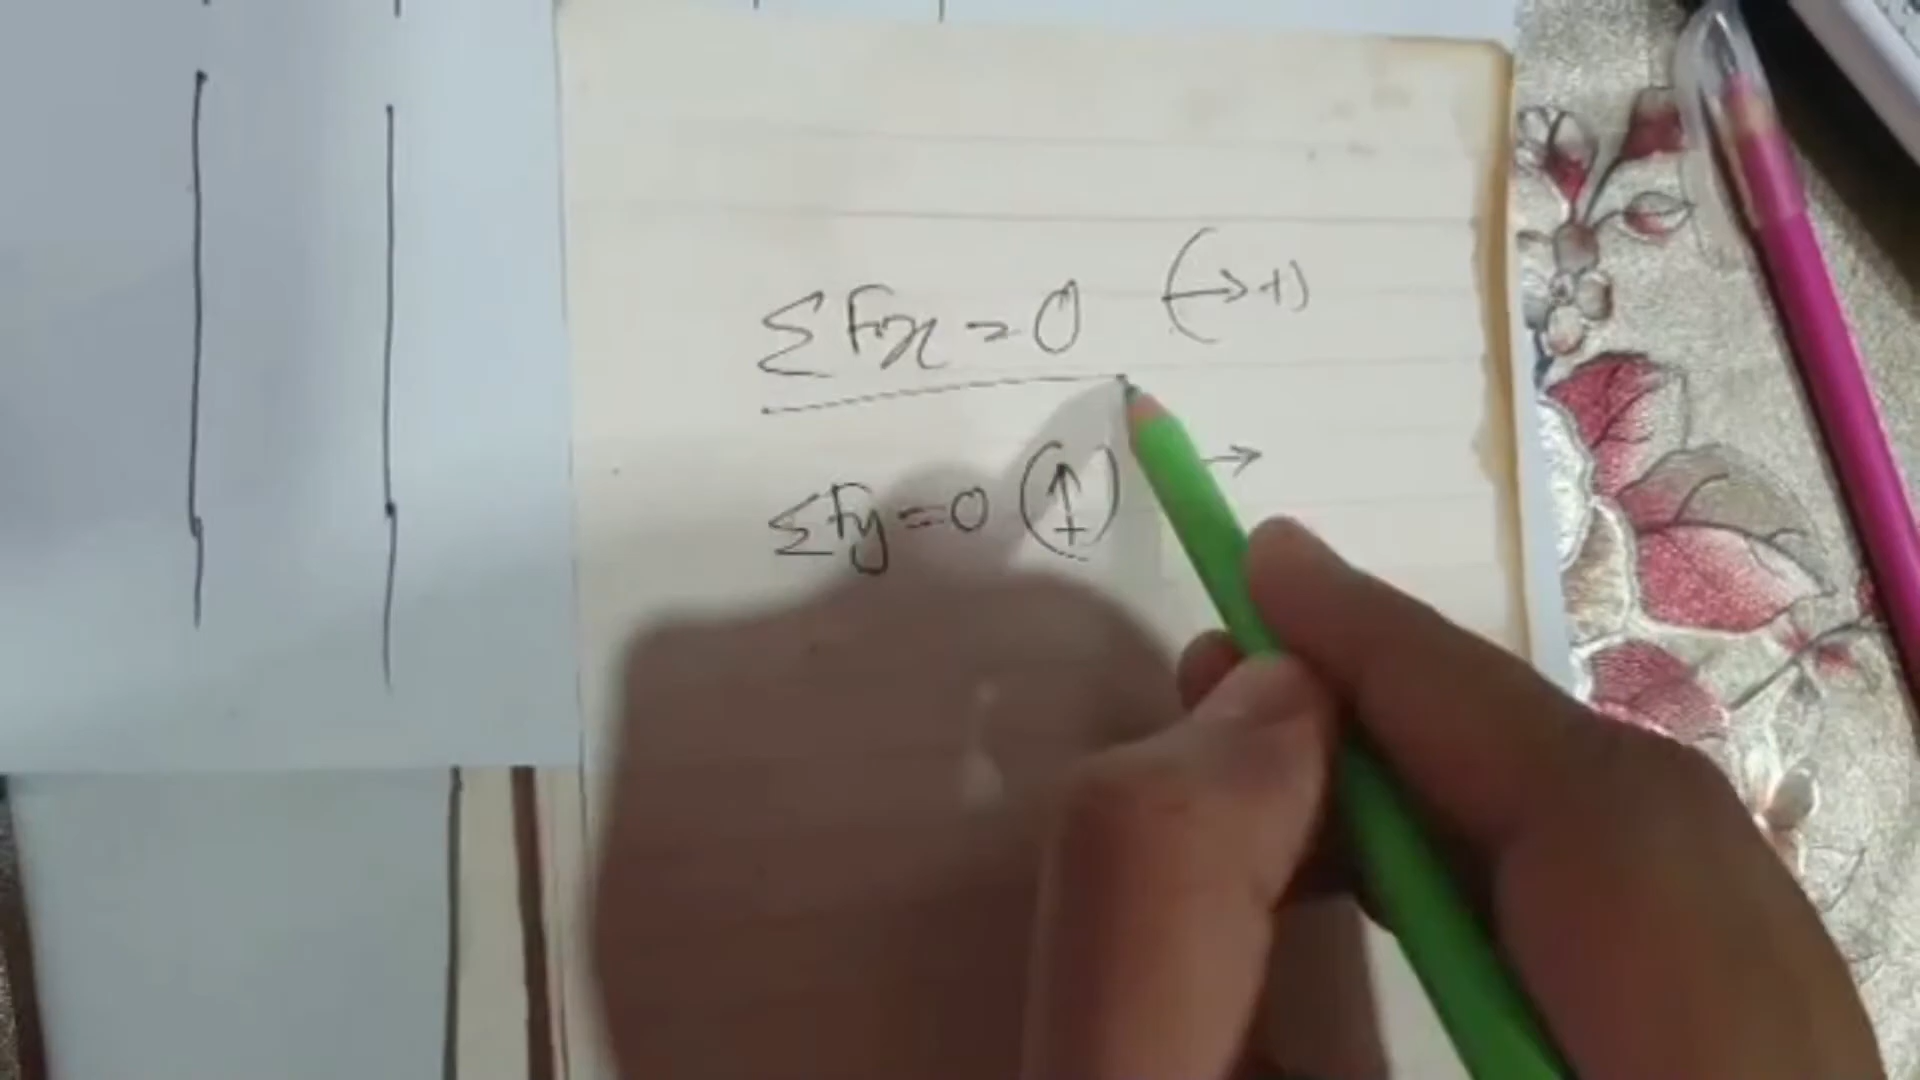 ΣFx = 0 (→ +)
→
ΣFy = 0 (↑+)